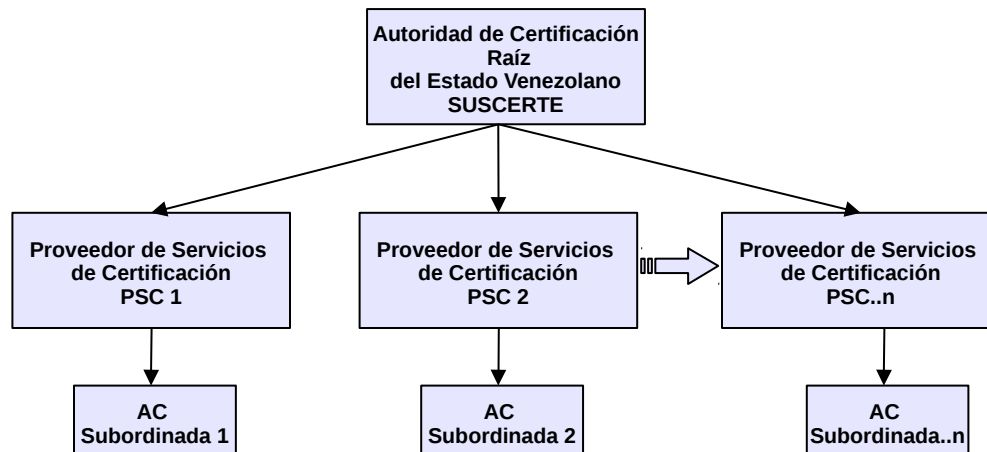 Autoridad de Certificación
Raíz
del Estado Venezolano
SUSCERTE
Proveedor de Servicios
de Certificación
PSC 1
Proveedor de Servicios
de Certificación
PSC 2
Proveedor de Servicios
de Certificación
PSC..n
AC
Subordinada 1
AC
Subordinada 2
AC
Subordinada..n